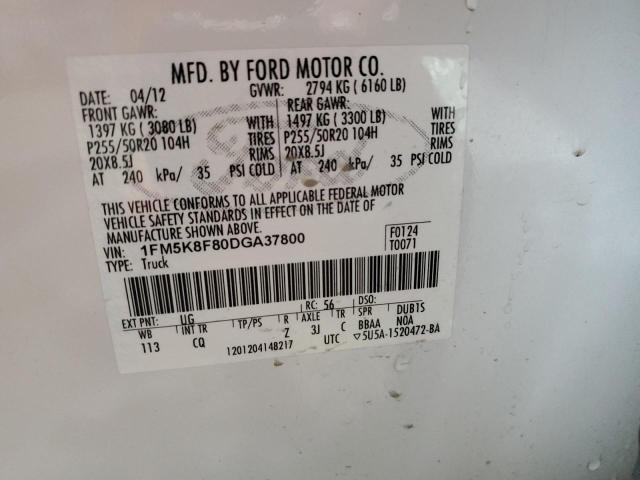 MFD. BY FORD MOTOR CO.
DATE: 04/12 GVWR: 2794 KG ( 6160 LB)
FRONT GAWR: REAR GAWR:
1397 KG ( 3080 LB) WITH 1497 KG ( 3300 LB) WITH
P255/50R20 104H TIRES P255/50R20 104H TIRES
20X8.5J RIMS 20X8.5J RIMS
AT 240 kPa/ 35 PSI COLD AT 240 kPa/ 35 PSI COLD
THIS VEHICLE CONFORMS TO ALL APPLICABLE FEDERAL MOTOR
VEHICLE SAFETY STANDARDS IN EFFECT ON THE DATE OF
MANUFACTURE SHOWN ABOVE.
VIN: 1FM5K8F80DGA37800 F0124
TYPE: Truck T0071
EXT PNT: UG RC: 56 DSO:
WB INT TR TP/PS R AXLE TR SPR DUB1S
113 CQ Z 3J C BBAA NOA
1201204148217 UTC ▽5U5A-1520472-BA
Ford